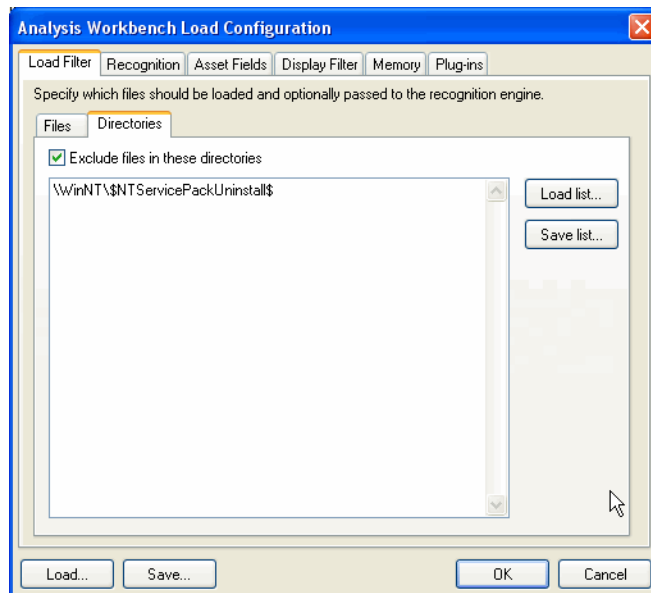 Analysis Workbench Load Configuration
Load Filter Recognition Asset Fields Display Filter Memory Plug-ins
Specify which files should be loaded and optionally passed to the recognition engine.
Files Directories
Exclude files in these directories
\WinNT\$NTServicePackUninstall$
Load list...
Save list...
Load... Save... OK Cancel